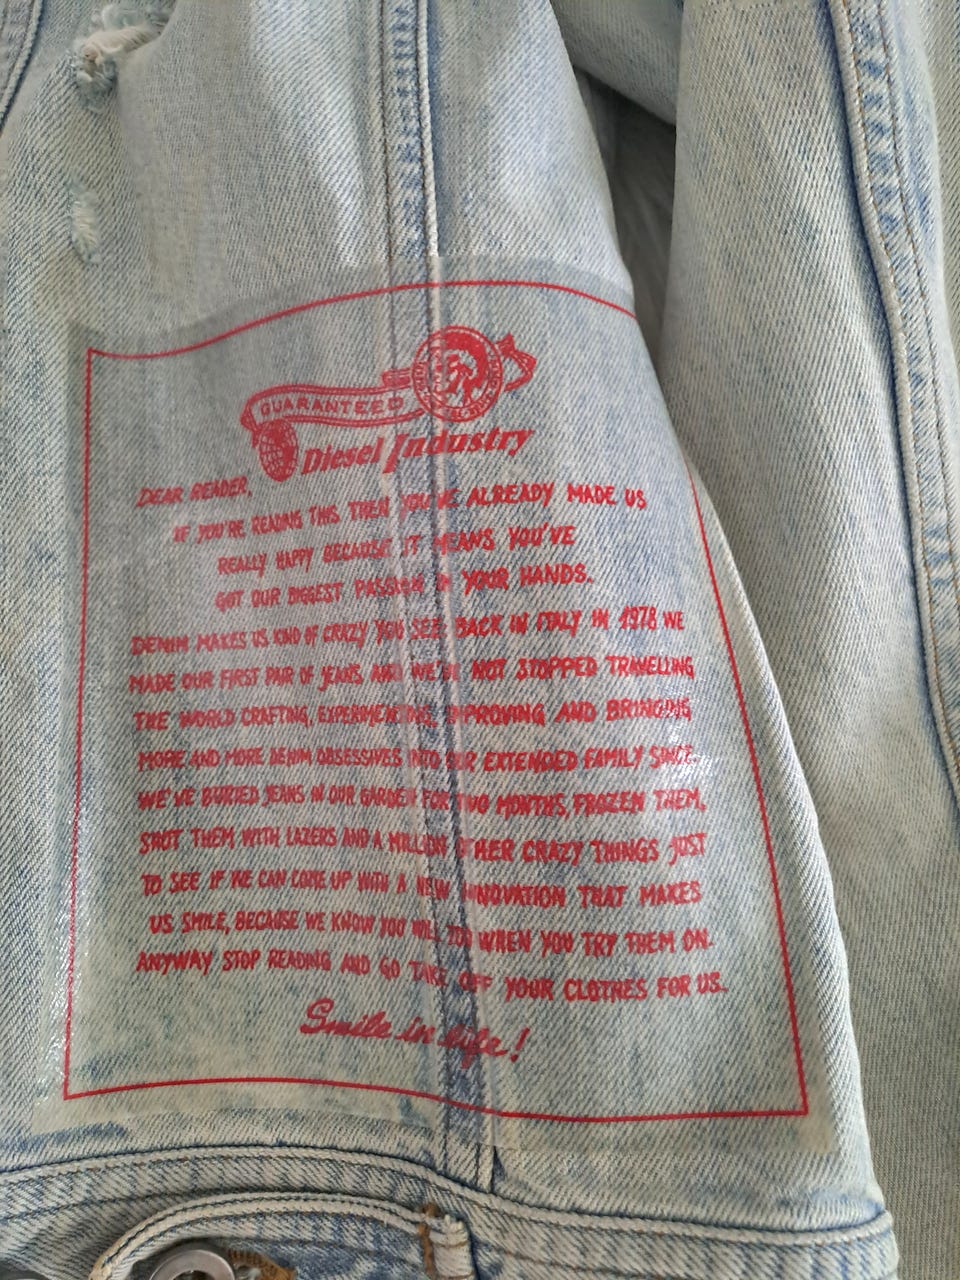 GUARANTEED
Diesel Industry
DEAR READER,
IF YOU'RE READING THIS THEN YOU'VE ALREADY MADE US
REALLY HAPPY BECAUSE IT MEANS YOU'VE
GOT OUR BIGGEST PASSION IN YOUR HANDS.
DENIM MAKES US KIND OF CRAZY YOU SEE BACK IN ITALY IN 1978 WE
MADE OUR FIRST PAIR OF JEANS AND WE'VE NOT STOPPED TRAVELLING
THE WORLD CRAFTING, EXPERIMENTING, IMPROVING AND BRINGING
MORE AND MORE DENIM OBSESSIVES INTO OUR EXTENDED FAMILY SINCE.
WE'VE BURIED JEANS IN OUR GARDEN FOR TWO MONTHS, FROZEN THEM,
SHOT THEM WITH LAZERS AND A MILLION OTHER CRAZY THINGS JUST
TO SEE IF WE CAN COME UP WITH A NEW INNOVATION THAT MAKES
US SMILE, BECAUSE WE KNOW YOU WILL TOO WHEN YOU TRY THEM ON.
ANYWAY STOP READING AND GO TAKE OFF YOUR CLOTHES FOR US.
Smile in life!